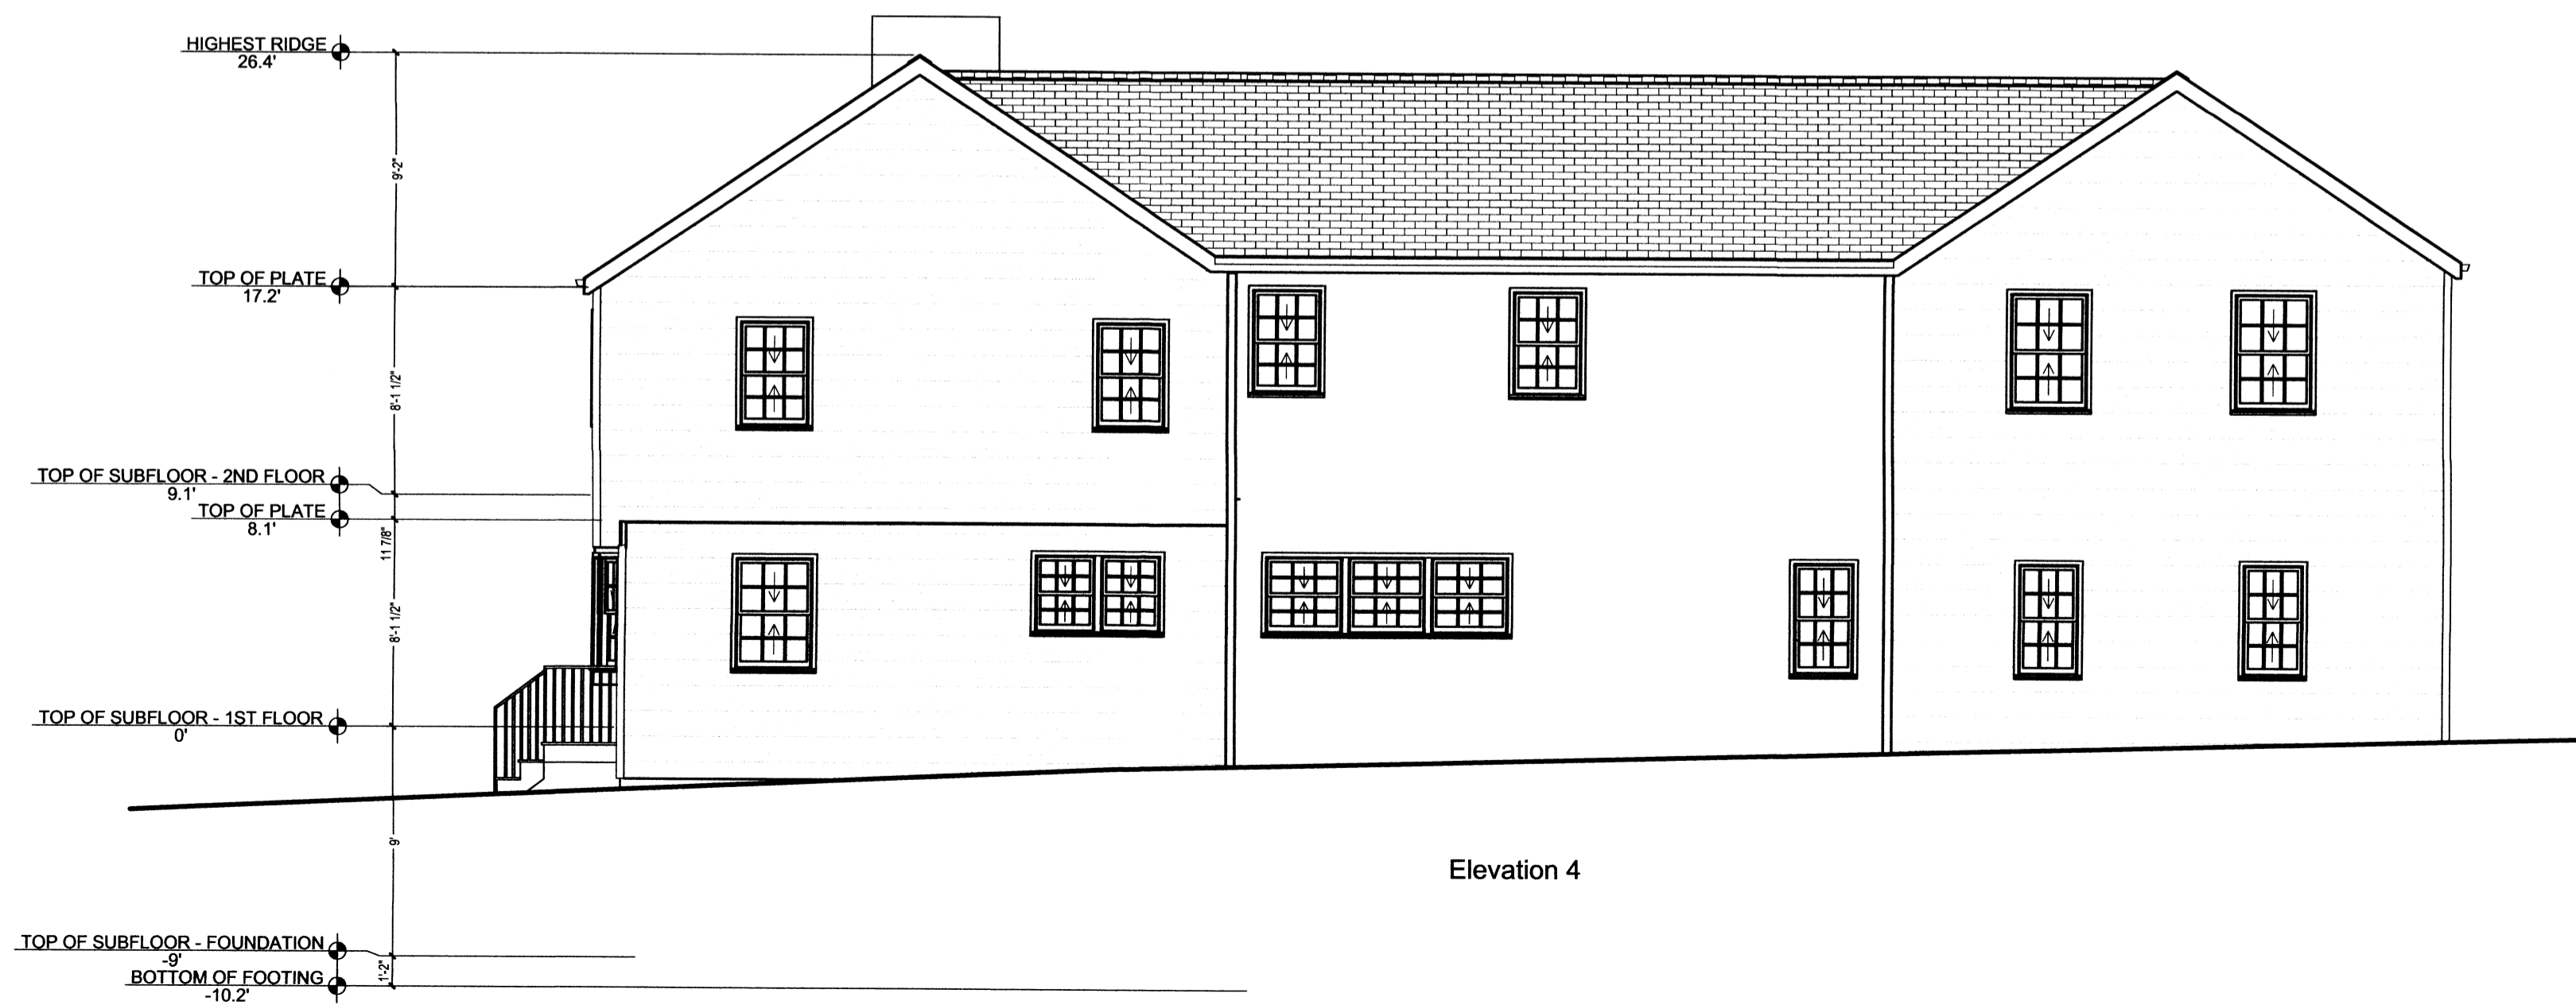 HIGHEST RIDGE
26.4'
9'-2"
TOP OF PLATE
17.2'
8'-1 1/2"
TOP OF SUBFLOOR - 2ND FLOOR
9.1'
TOP OF PLATE
8.1'
11 7/8"
8'-1 1/2"
TOP OF SUBFLOOR - 1ST FLOOR
0'
9'
Elevation 4
TOP OF SUBFLOOR - FOUNDATION
-9'
1'-2"
BOTTOM OF FOOTING
-10.2'